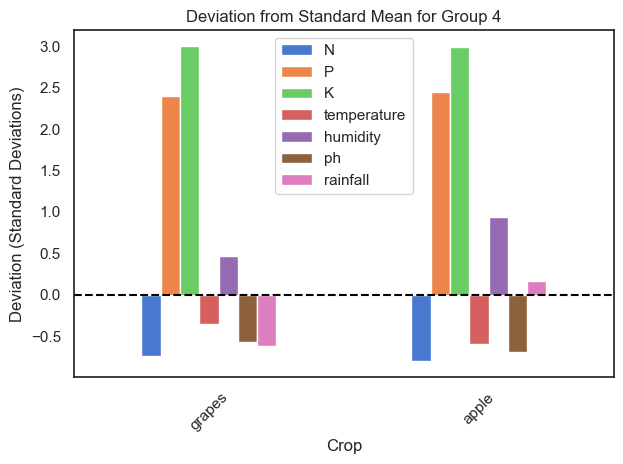 Deviation from Standard Mean for Group 4
N
P
K
temperature
humidity
ph
rainfall
Deviation (Standard Deviations)
3.0
2.5
2.0
1.5
1.0
0.5
0.0
−0.5
grapes
apple
Crop